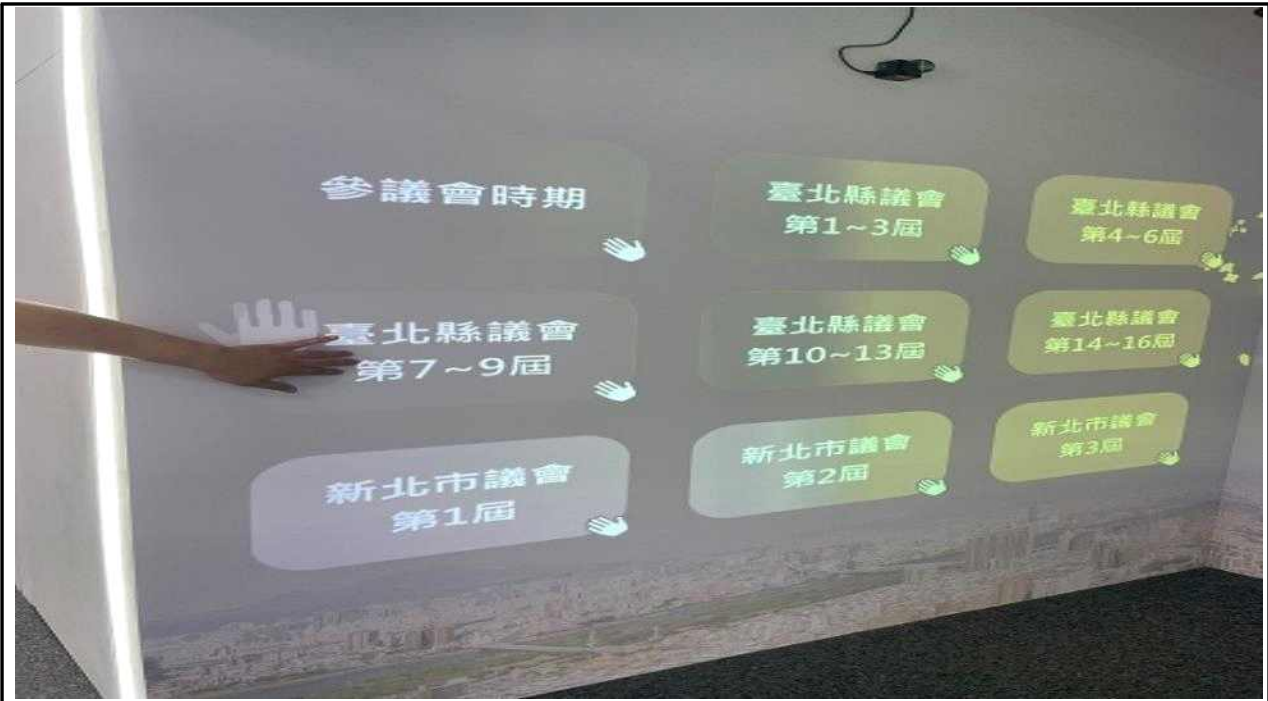 參議會時期
臺北縣議會
第1~3屆
臺北縣議會
第4~6屆
臺北縣議會
第7~9屆
臺北縣議會
第10~13屆
臺北縣議會
第14~16屆
新北市議會
第1屆
新北市議會
第2屆
新北市議會
第3屆